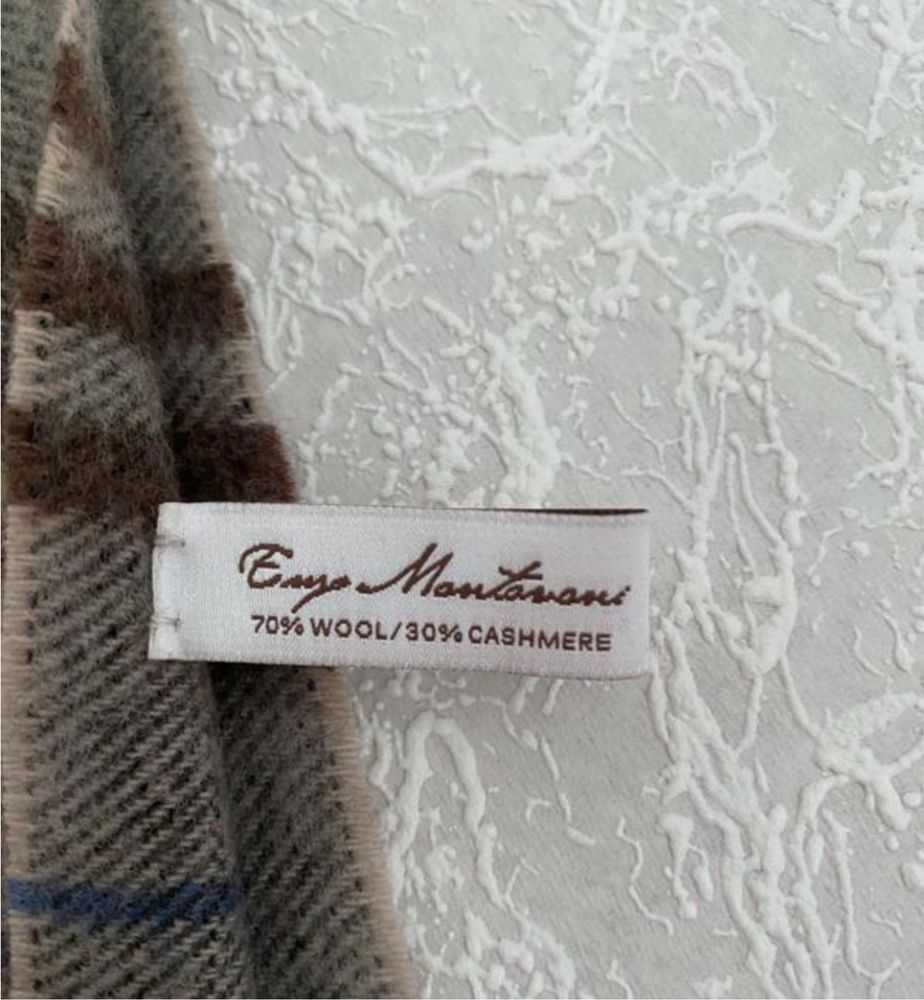 Enzo Mantovani
70% WOOL/30% CASHMERE